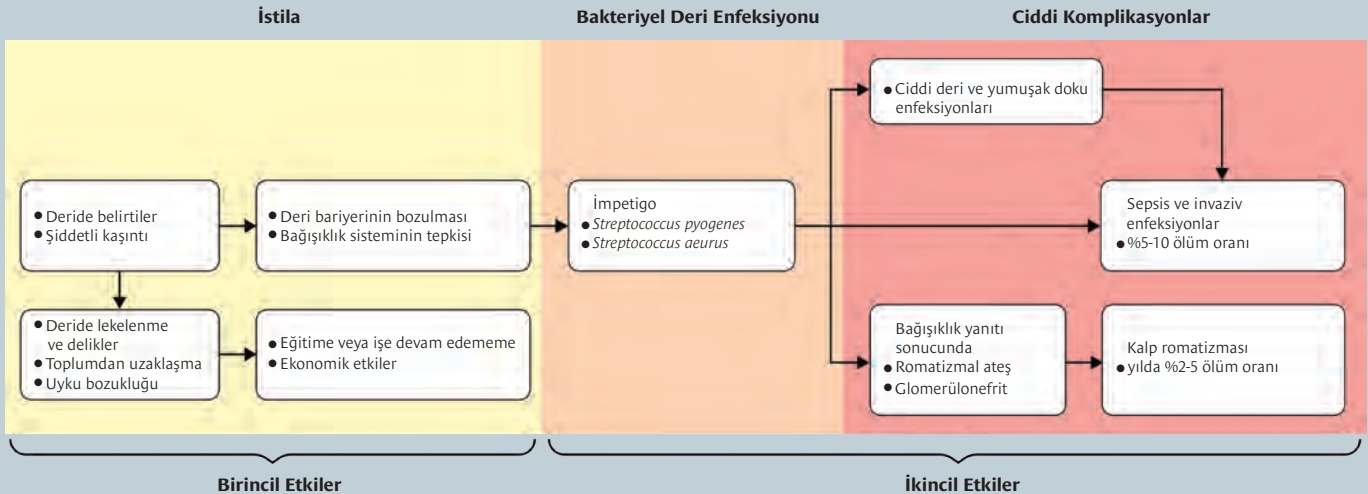 İstila
Bakteriyel Deri Enfeksiyonu
Ciddi Komplikasyonlar
● Ciddi deri ve yumuşak doku
enfeksiyonları
● Deride belirtiler
● Şiddetli kaşıntı
● Deri bariyerinin bozulması
● Bağışıklık sisteminin tepkisi
İmpetigo
● Streptococcus pyogenes
● Streptococcus aeurus
Sepsis ve invaziv
enfeksiyonlar
● %5-10 ölüm oranı
● Deride lekelenme
ve delikler
● Toplumdan uzaklaşma
● Uyku bozukluğu
● Eğitime veya işe devam edememe
● Ekonomik etkiler
Bağışıklık yanıtı
sonucunda
● Romatizmal ateş
● Glomerülonefrit
Kalp romatizması
● yılda %2-5 ölüm oranı
Birincil Etkiler
İkincil Etkiler